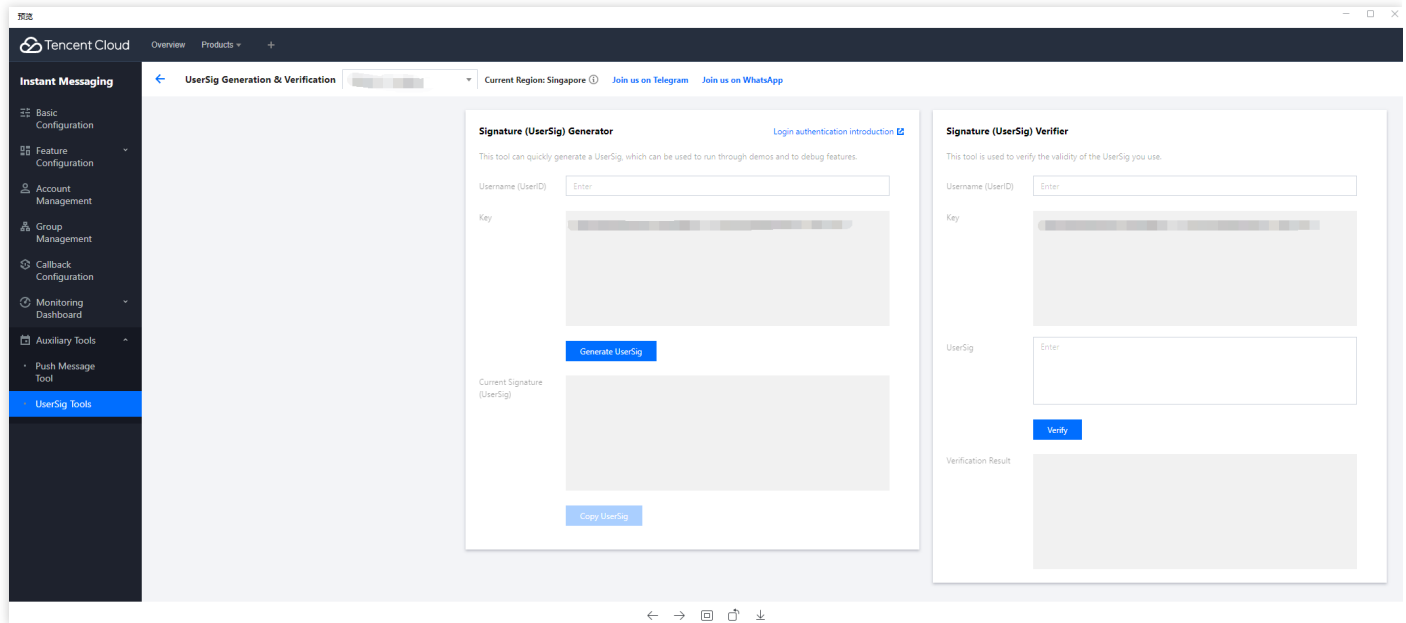 预览
Tencent Cloud
Overview
Products
Instant Messaging
UserSig Generation & Verification
Current Region: Singapore
Join us on Telegram
Join us on WhatsApp
Basic
Configuration
Feature
Configuration
Account
Management
Group
Management
Callback
Configuration
Monitoring
Dashboard
Auxiliary Tools
Push Message
Tool
UserSig Tools
Signature (UserSig) Generator
Login authentication introduction
This tool can quickly generate a UserSig, which can be used to run through demos and to debug features.
Username (UserID)
Enter
Key
Generate UserSig
Current Signature
(UserSig)
Copy UserSig
Signature (UserSig) Verifier
This tool is used to verify the validity of the UserSig you use.
Username (UserID)
Enter
Key
UserSig
Enter
Verify
Verification Result